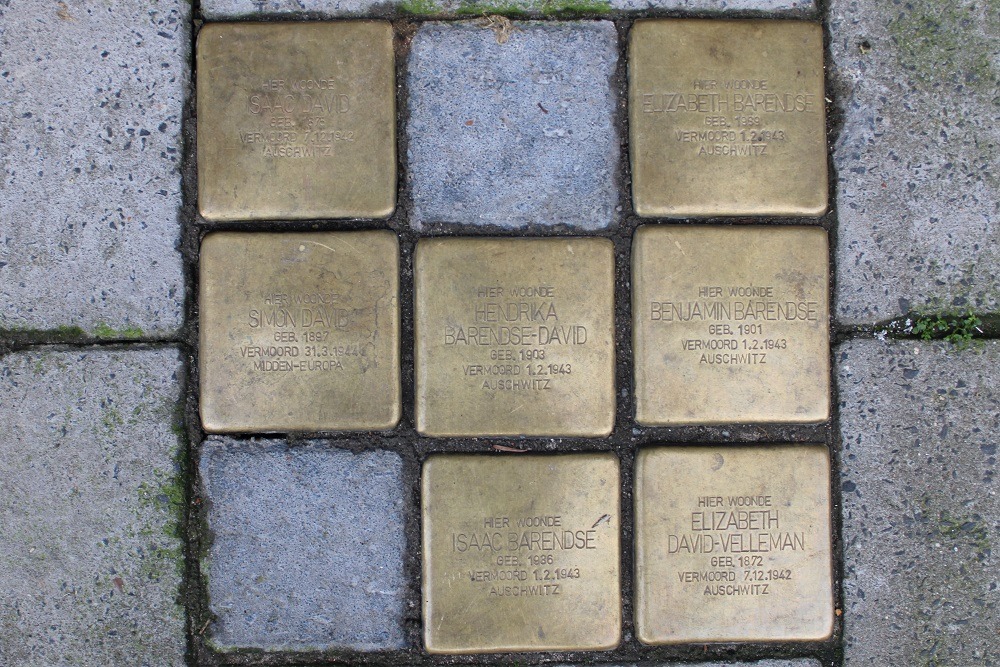 HIER WOONDE
ISAAC DAVID
GEB. 1875
VERMOORD 7.12.1942
AUSCHWITZ
HIER WOONDE
ELIZABETH BARENDSE
GEB.
VERMOORD 1.2.1943
AUSCHWITZ
HIER WOONDE
SIMON DAVID
GEB. 1897
VERMOORD 31.3.1944
MIDDEN-EUROPA
HIER WOONDE
HENDRIKA
BARENDSE-DAVID
GEB. 1903
VERMOORD 1.2.1943
AUSCHWITZ
HIER WOONDE
BENJAMIN BARENDSE
GEB. 1901
VERMOORD 1.2.1943
AUSCHWITZ
HIER WOONDE
ISAAC BARENDSE
GEB. 1936
VERMOORD 1.2.1943
AUSCHWITZ
HIER WOONDE
ELIZABETH
DAVID-VELLEMAN
GEB. 1872
VERMOORD 7.12.1942
AUSCHWITZ